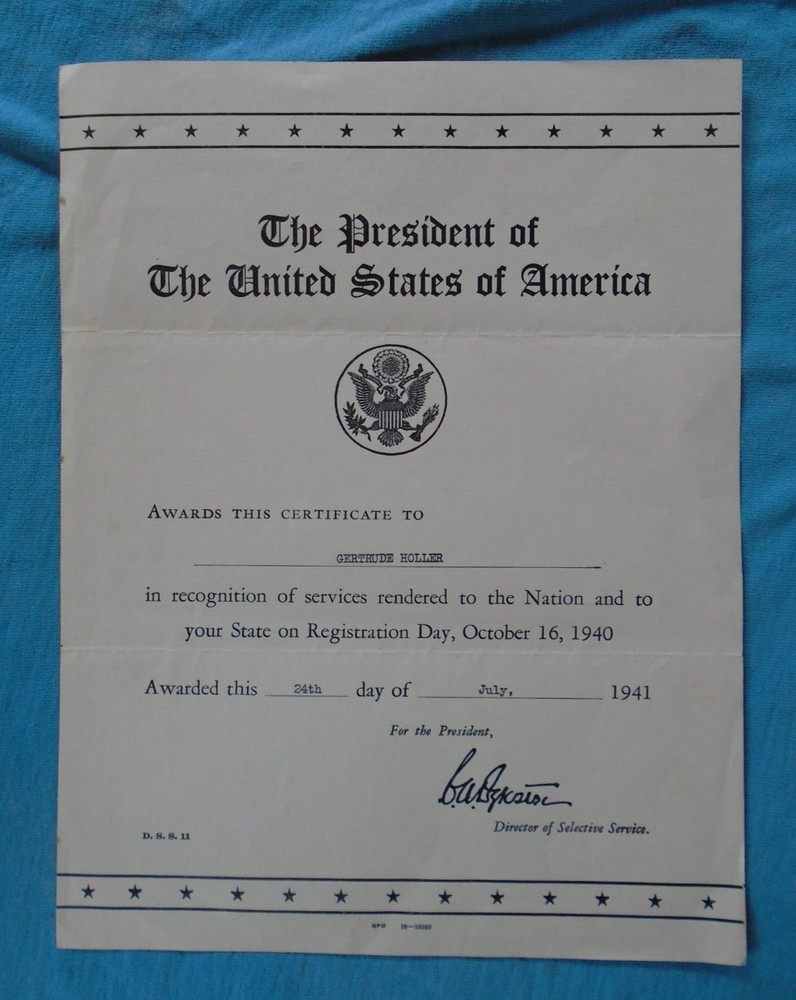 The President of
The United States of America
AWARDS THIS CERTIFICATE TO
GERTRUDE HOLLER
in recognition of services rendered to the Nation and to
your State on Registration Day, October 16, 1940
Awarded this 24th day of July, 1941
For the President,
Director of Selective Service.
D. S. S. 11
GPO